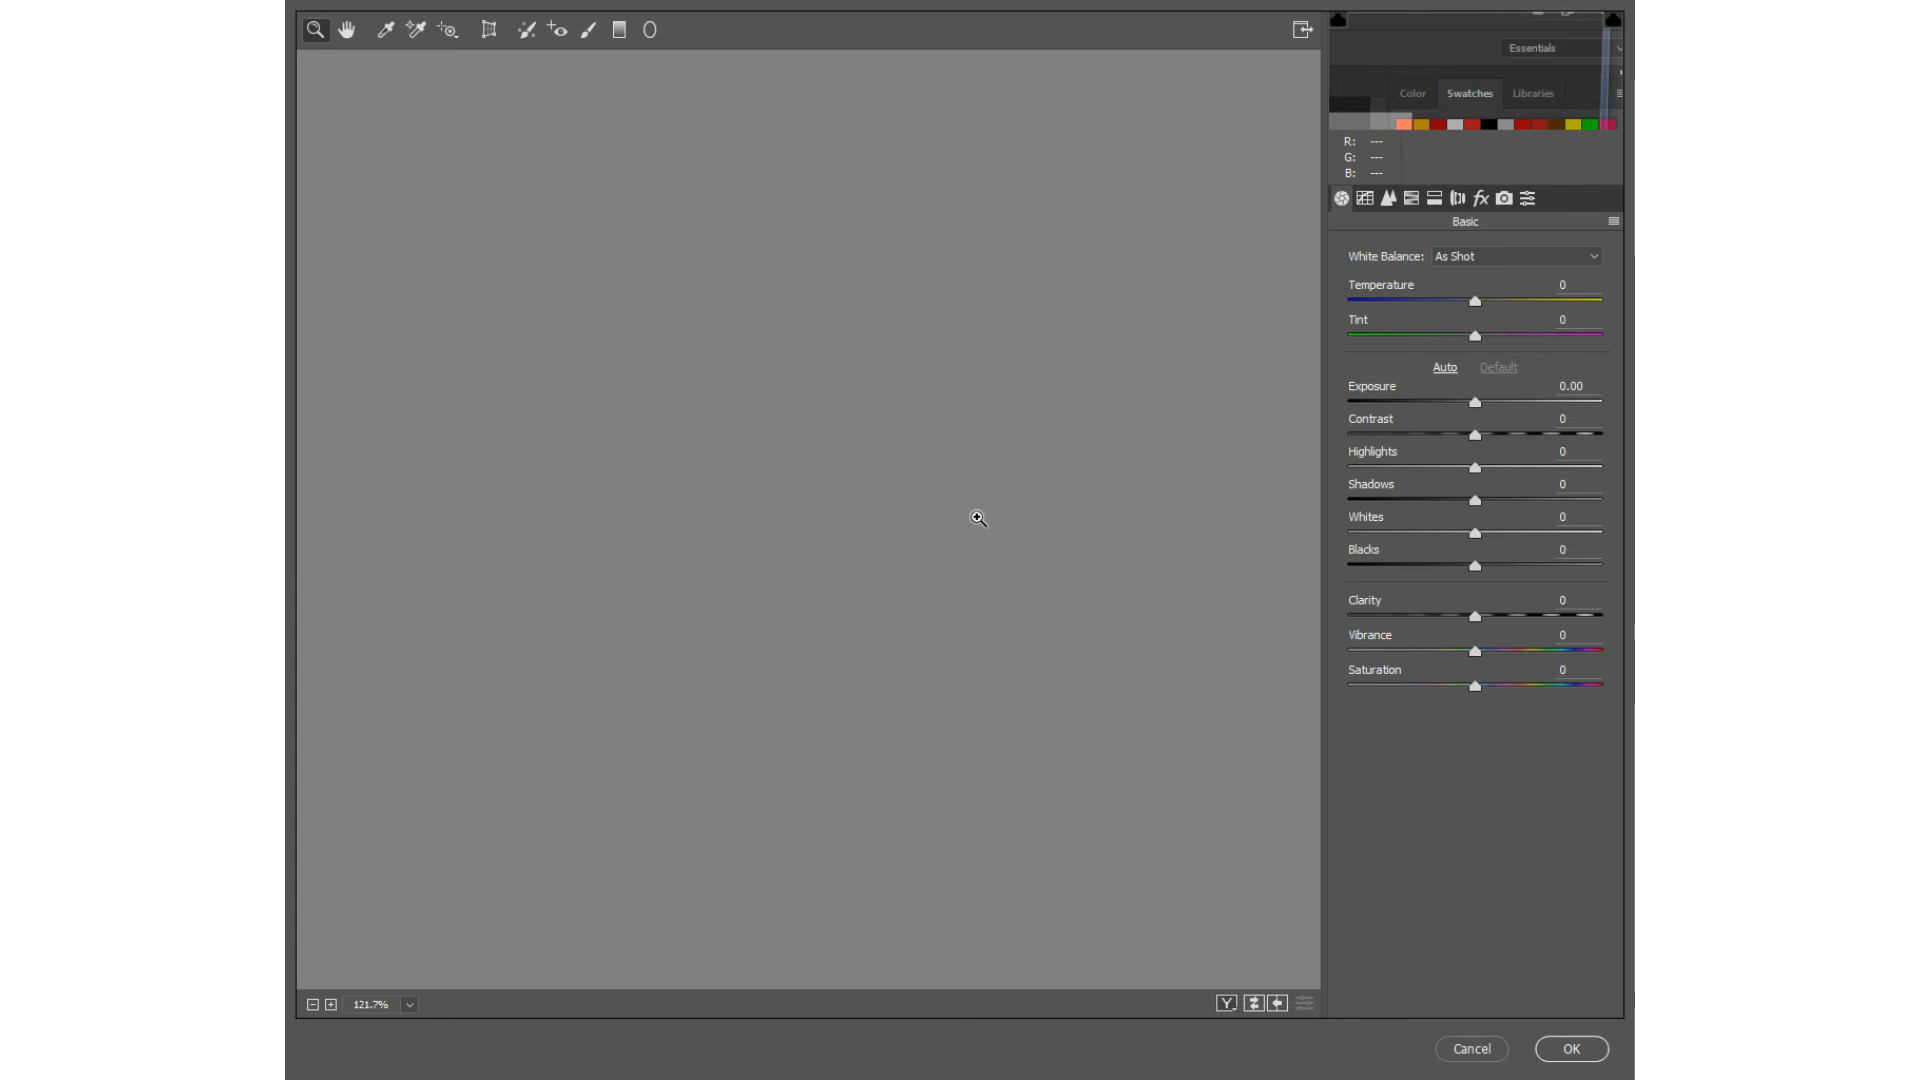 Essentials
Color Swatches Libraries
R: ---
G: ---
B: ---
fx
Basic
White Balance: As Shot
Temperature 0
Tint 0
Auto Default
Exposure 0.00
Contrast 0
Highlights 0
Shadows 0
Whites 0
Blacks 0
Clarity 0
Vibrance 0
Saturation 0
121.7%
Y
Cancel OK